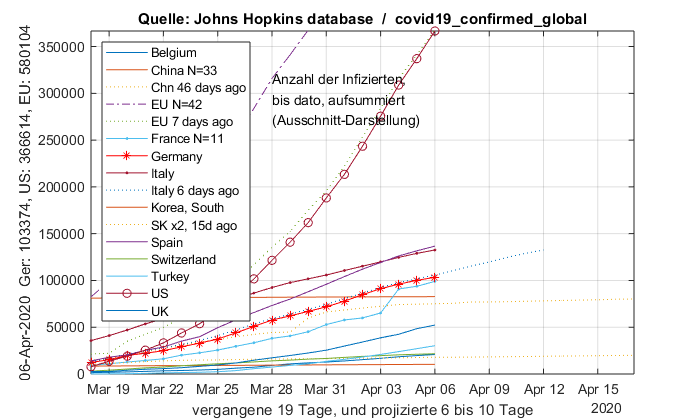 Quelle: Johns Hopkins database / covid19_confirmed_global
06-Apr-2020 Ger: 103374, US: 366614, EU: 580104
350000
300000
250000
200000
150000
100000
50000
0
Belgium
China N=33
Chn 46 days ago
EU N=42
EU 7 days ago
France N=11
Germany
Italy
Italy 6 days ago
Korea, South
SK x2, 15d ago
Spain
Switzerland
Turkey
US
UK
Anzahl der Infizierten,
bis dato, aufsummiert
(Ausschnitt-Darstellung)
Mar 19 Mar 22 Mar 25 Mar 28 Mar 31 Apr 03 Apr 06 Apr 09 Apr 12 Apr 15
2020
vergangene 19 Tage, und projizierte 6 bis 10 Tage